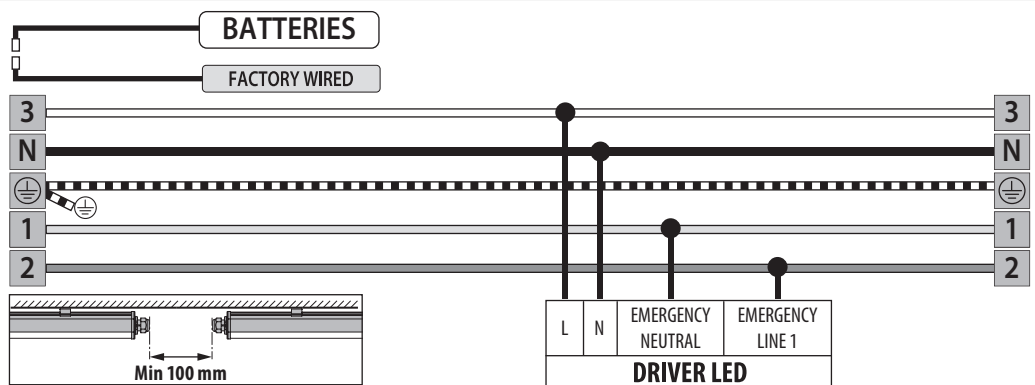 BATTERIES
FACTORY WIRED
3 3
N N
1 1
2 2
Min 100 mm
L N EMERGENCY NEUTRAL EMERGENCY LINE 1
DRIVER LED